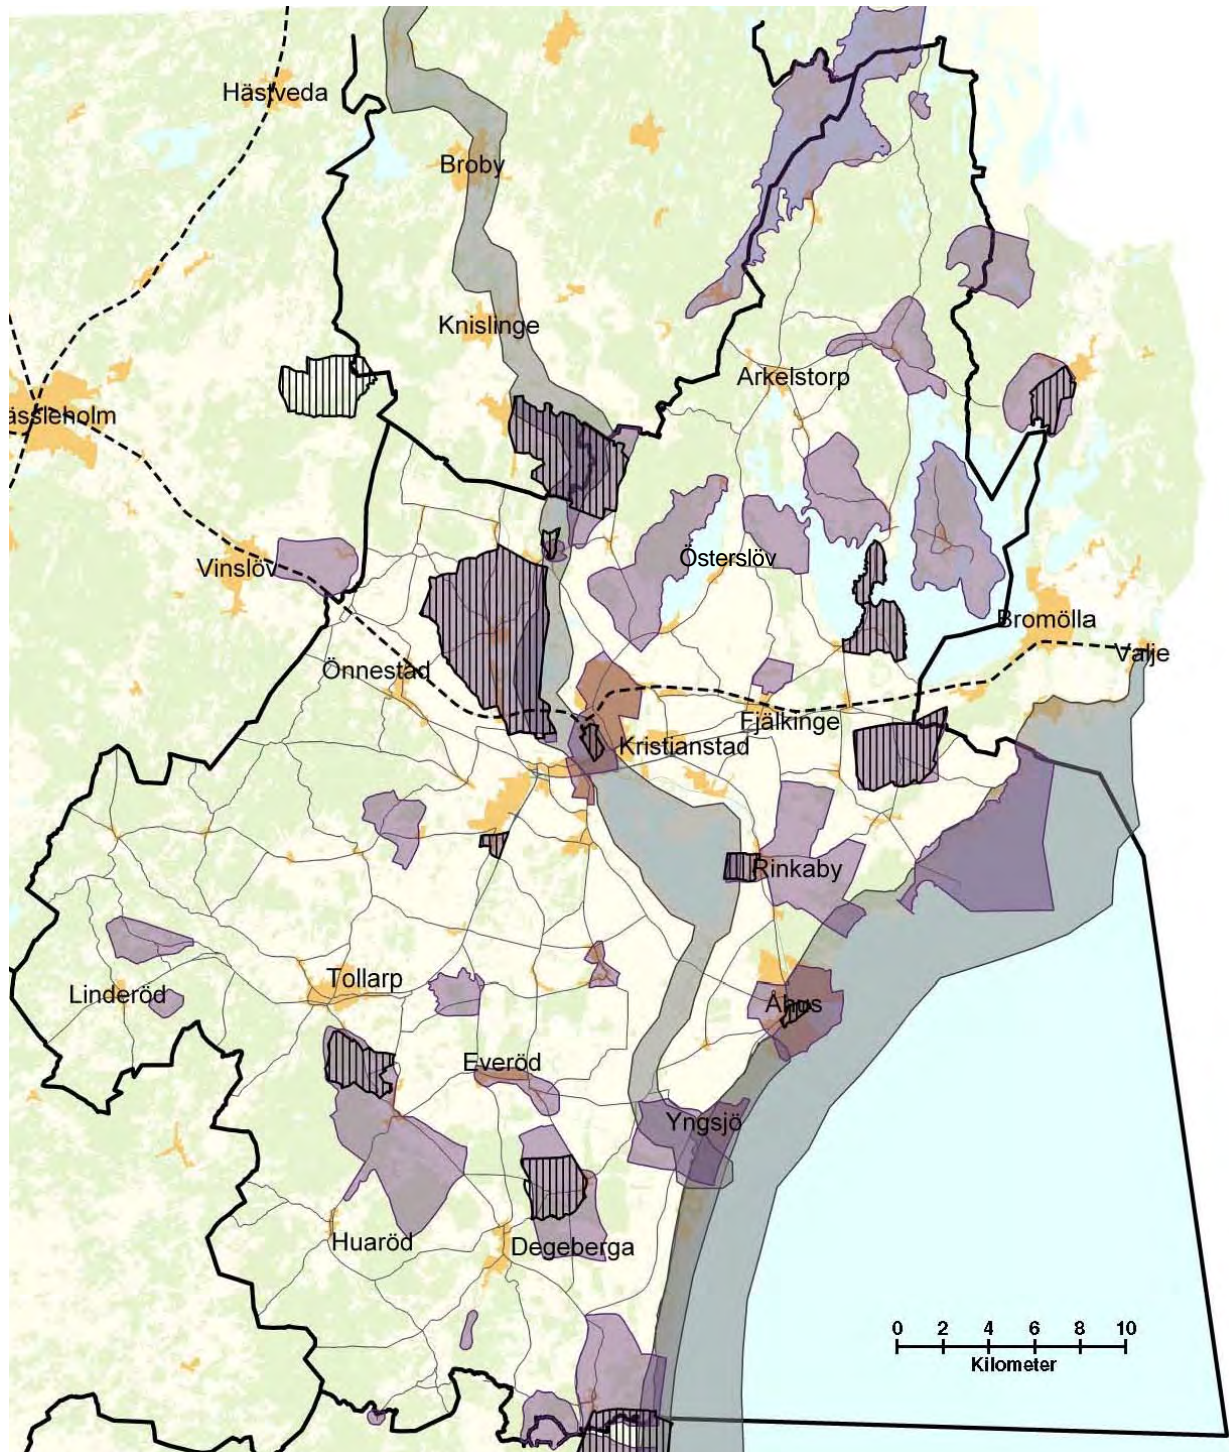 Hästveda
Broby
Knislinge
Arkelstorp
ässleholm
Vinslöv
Österslöv
Bromölla
Valje
Önnestad
Fjälkinge
Kristianstad
Rinkaby
Tollarp
Linderöd
Åhus
Everöd
Yngsjö
Huaröd
Degeberga
0 2 4 6 8 10
Kilometer